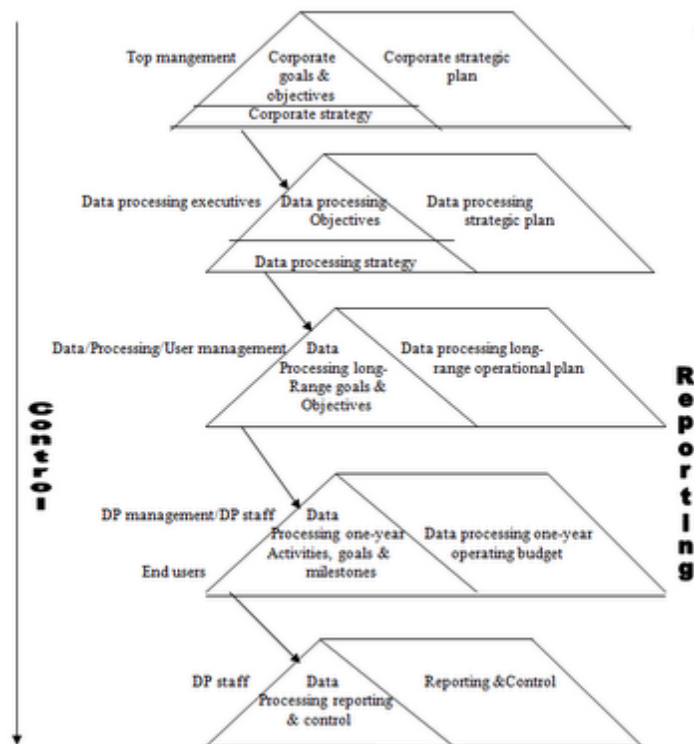 Top mangement
Corporate
goals &
objectives
Corporate strategic
plan
Corporate strategy
Data processing executives
Data processing
Objectives
Data processing
strategic plan
Data processing strategy
Data/Processing/User management
Data
Processing long-
Range goals &
Objectives
Data processing long-
range operational plan
Control
Reporting
DP management/DP staff
Data
Processing one-year
Activities, goals &
milestones
Data processing one-year
operating budget
End users
DP staff
Data
Processing reporting
& control
Reporting &Control